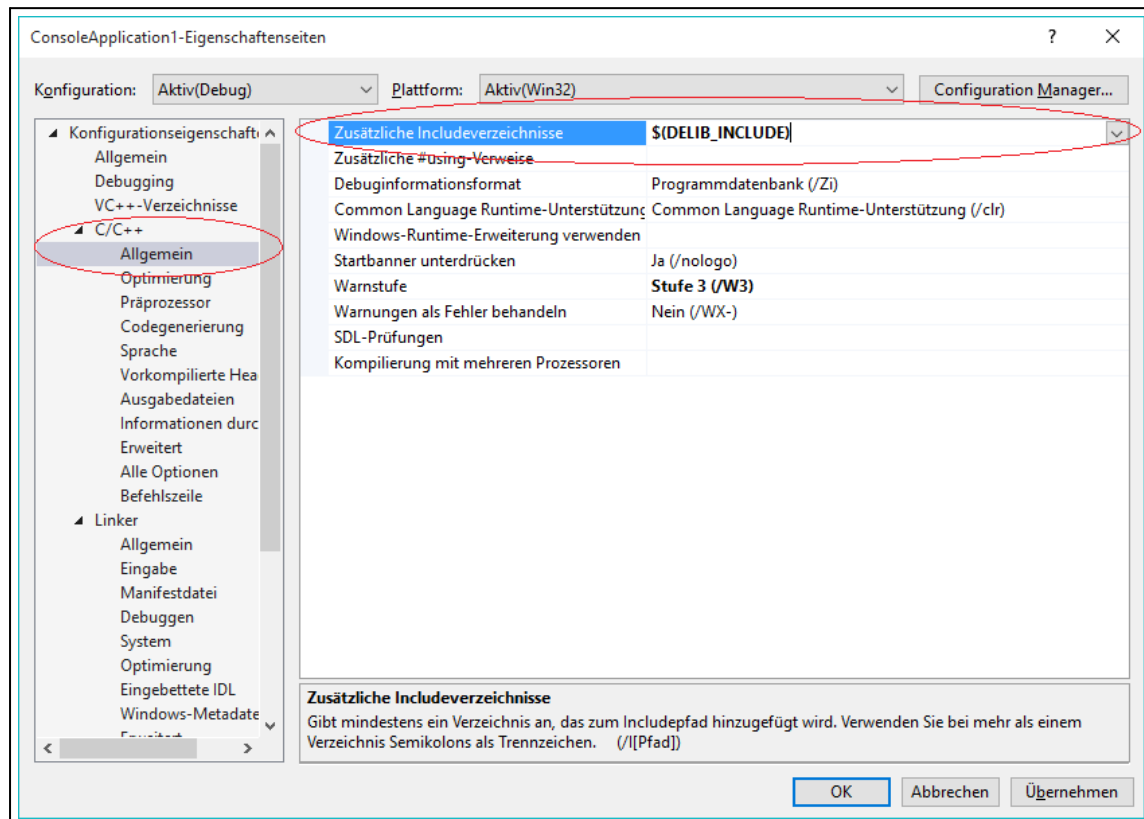 ConsoleApplication1-Eigenschaftenseiten
?
Konfiguration: Aktiv(Debug) Plattform: Aktiv(Win32) Configuration Manager...
Konfigurationseigenschaft
Allgemein
Debugging
VC++-Verzeichnisse
C/C++
Allgemein
Optimierung
Präprozessor
Codegenerierung
Sprache
Vorkompilierte Hea
Ausgabedateien
Informationen durc
Erweitert
Alle Optionen
Befehlszeile
Linker
Allgemein
Eingabe
Manifestdatei
Debuggen
System
Optimierung
Eingebettete IDL
Windows-Metadate
Zusätzliche Includeverzeichnisse $(DELIB_INCLUDE)
Zusätzliche #using-Verweise
Debuginformationsformat Programmdatenbank (/Zi)
Common Language Runtime-Unterstützung Common Language Runtime-Unterstützung (/clr)
Windows-Runtime-Erweiterung verwenden
Startbanner unterdrücken Ja (/nologo)
Warnstufe Stufe 3 (/W3)
Warnungen als Fehler behandeln Nein (/WX-)
SDL-Prüfungen
Kompilierung mit mehreren Prozessoren
Zusätzliche Includeverzeichnisse
Gibt mindestens ein Verzeichnis an, das zum Includepfad hinzugefügt wird. Verwenden Sie bei mehr als einem
Verzeichnis Semikolons als Trennzeichen. (/I[Pfad])
OK Abbrechen Übernehmen